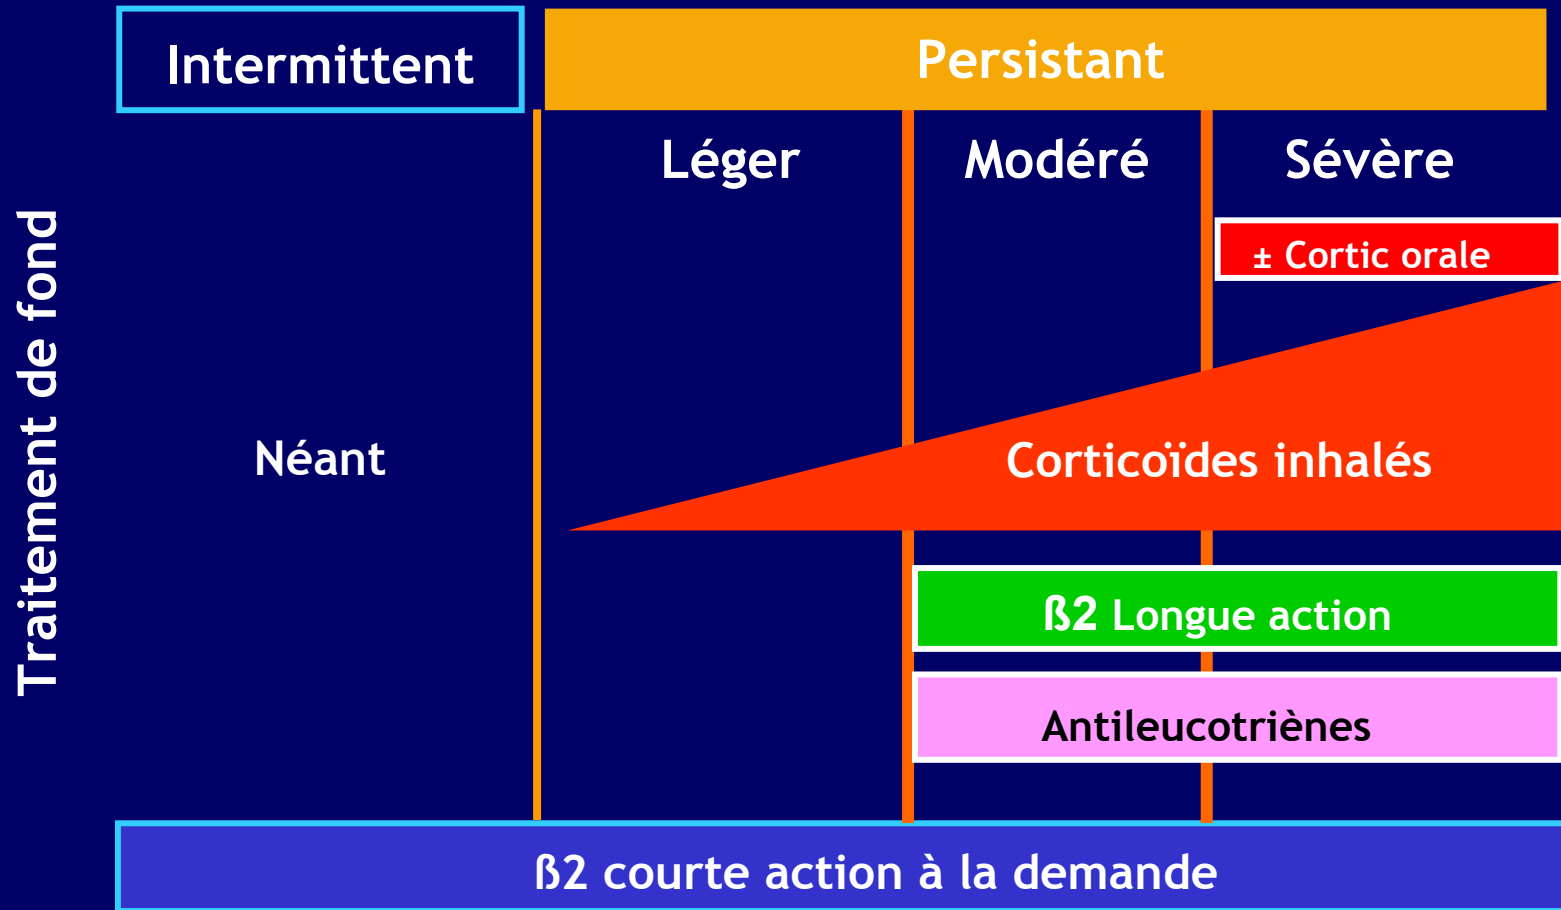 Intermittent
Persistant
Léger
Modéré
Sévère
Traitement de fond
± Cortic orale
Néant
Corticoïdes inhalés
ß2 Longue action
Antileucotriènes
ß2 courte action à la demande